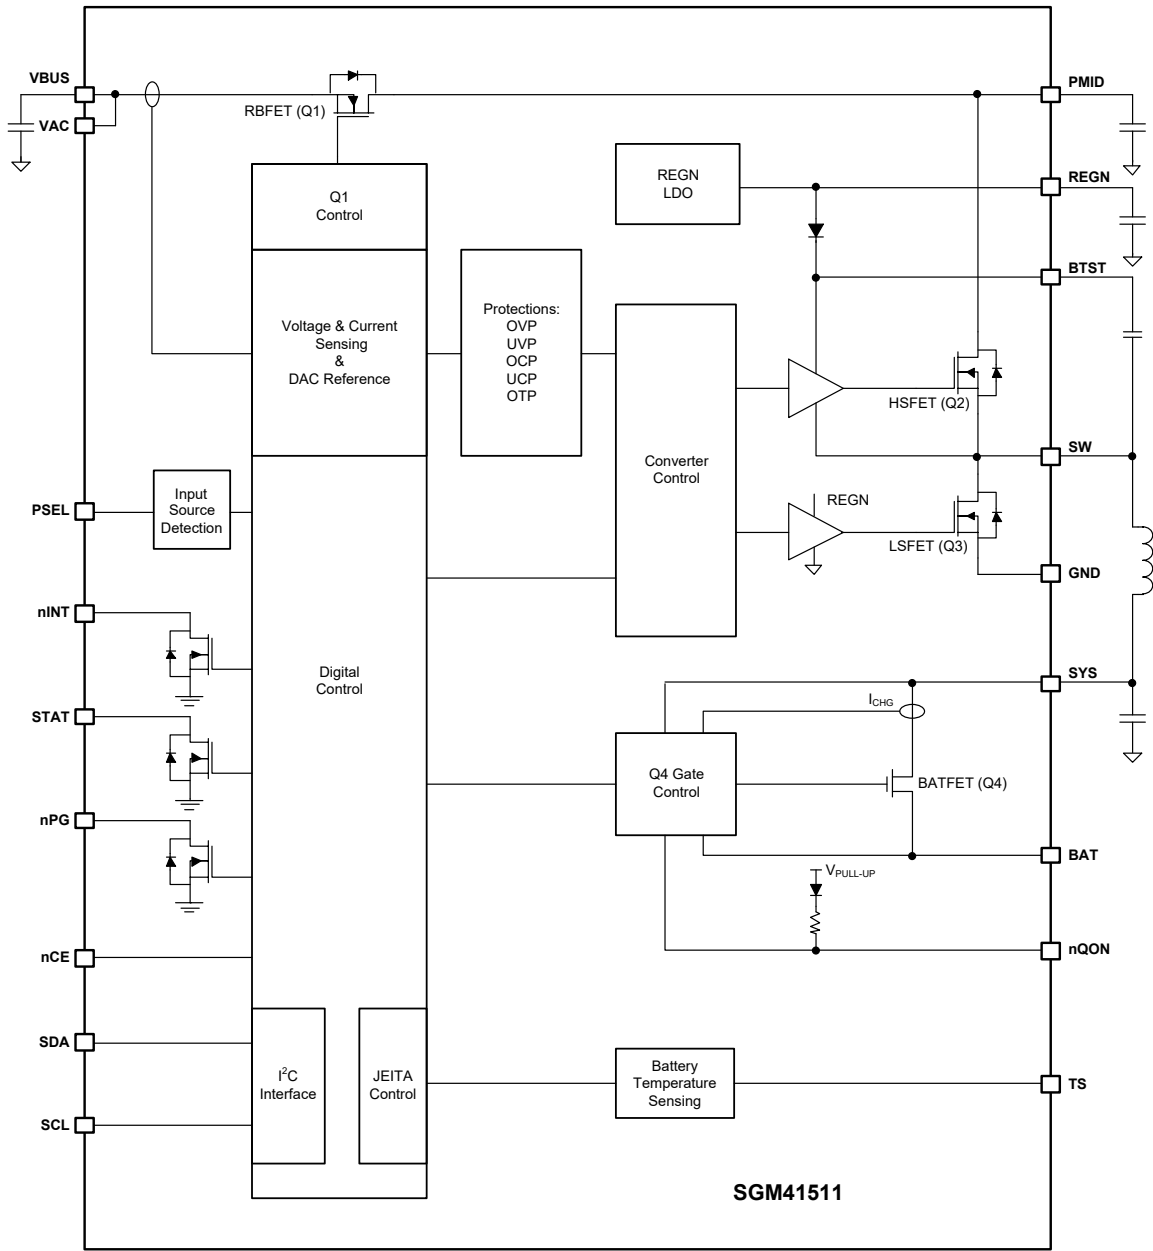 VBUS
VAC
RBFET (Q1)
PMID
Q1
Control
REGN
LDO
REGN
BTST
Voltage & Current
Sensing
&
DAC Reference
Protections:
OVP
UVP
OCP
UCP
OTP
HSFET (Q2)
Converter
Control
SW
PSEL
Input
Source
Detection
REGN
LSFET (Q3)
GND
nINT
Digital
Control
SYS
ICHG
STAT
Q4 Gate
Control
BATFET (Q4)
nPG
BAT
VPULL-UP
nCE
nQON
SDA
I2C
Interface
JEITA
Control
Battery
Temperature
Sensing
TS
SCL
SGM41511